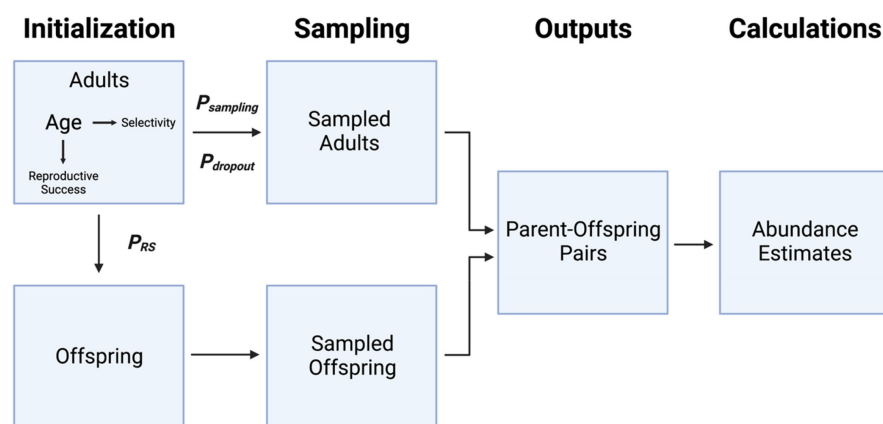 Initialization
Sampling
Outputs
Calculations
Adults
Age
Selectivity
Reproductive
Success
Psampling
Pdropout
Sampled
Adults
PRS
Parent-Offspring
Pairs
Abundance
Estimates
Offspring
Sampled
Offspring